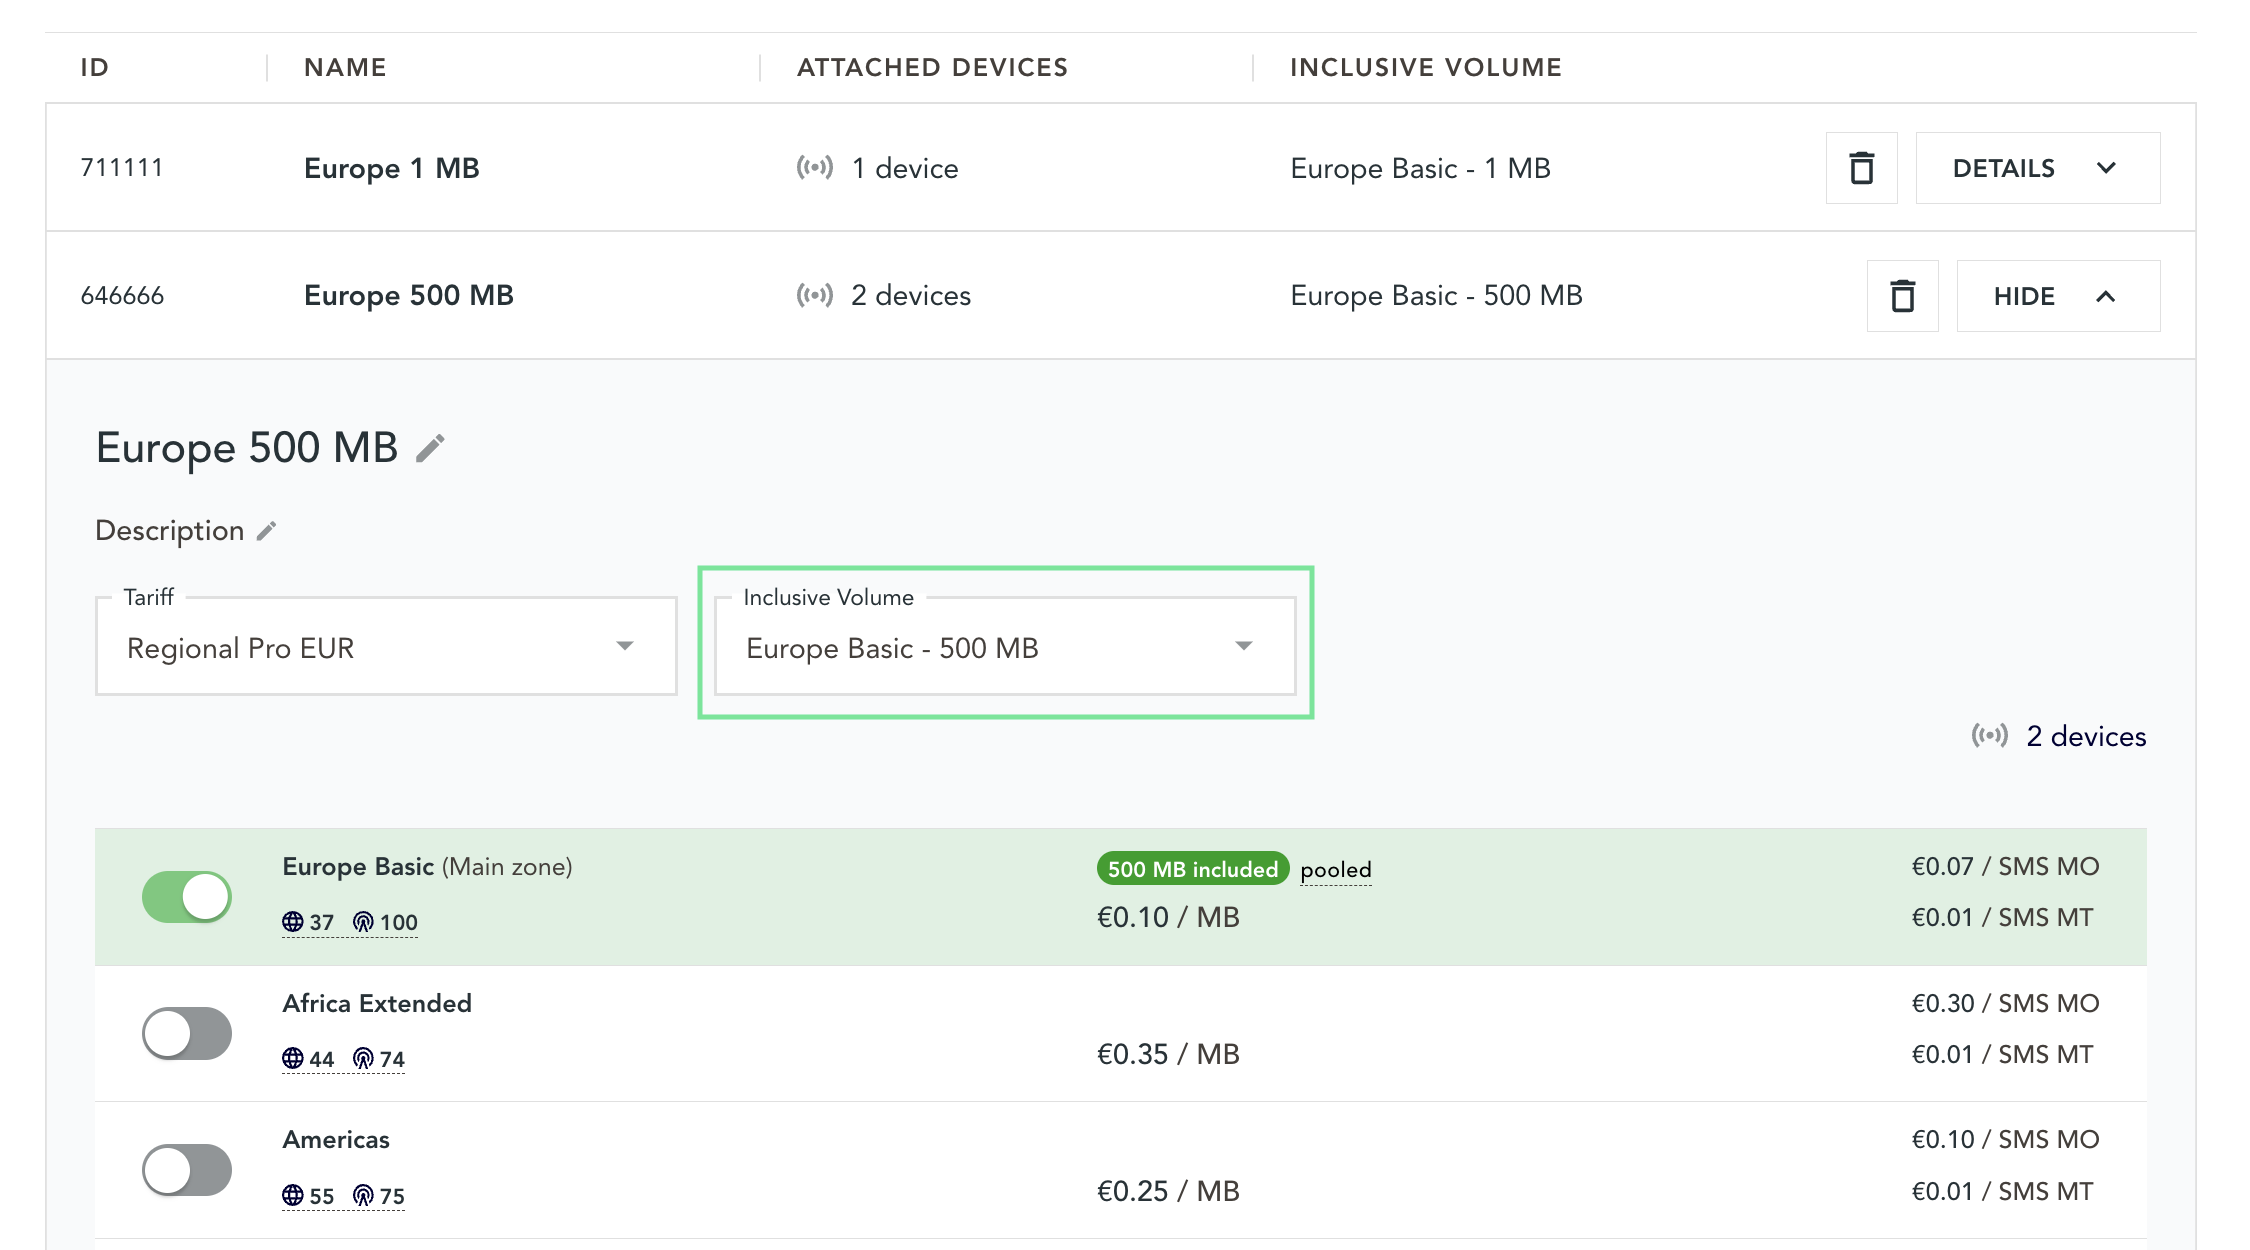 ID NAME ATTACHED DEVICES INCLUSIVE VOLUME
711111 Europe 1 MB 1 device Europe Basic - 1 MB DETAILS
646666 Europe 500 MB 2 devices Europe Basic - 500 MB HIDE
Europe 500 MB
Description
Tariff Inclusive Volume
Regional Pro EUR Europe Basic - 500 MB
2 devices
Europe Basic (Main zone) 500 MB included pooled €0.07 / SMS MO
37 100 €0.10 / MB €0.01 / SMS MT
Africa Extended €0.30 / SMS MO
44 74 €0.35 / MB €0.01 / SMS MT
Americas €0.10 / SMS MO
55 75 €0.25 / MB €0.01 / SMS MT